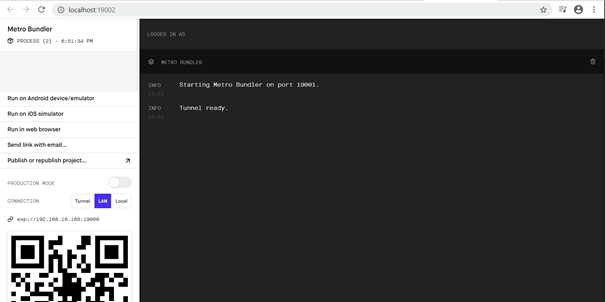 localhost:19002
Metro Bundler
PROCESS (2) - 6:51:34 PM
Run on Android device/emulator
Run on iOS simulator
Run in web browser
Send link with email...
Publish or republish project...
PRODUCTION MODE
CONNECTION
Tunnel LAN Local
exp://192.168.16.168:19000
LOGGED IN AS
METRO BUNDLER
INFO Starting Metro Bundler on port 19001.
INFO Tunnel ready.